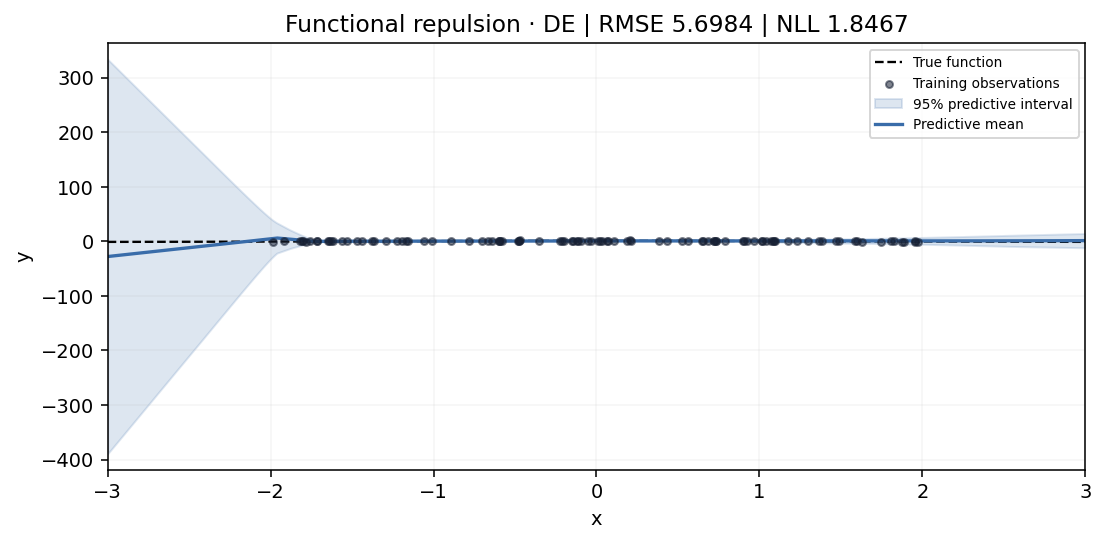 Functional repulsion · DE | RMSE 5.6984 | NLL 1.8467
True function
Training observations
95% predictive interval
Predictive mean
300
200
100
0
−100
−200
−300
−400
y
−3
−2
−1
0
1
2
3
x